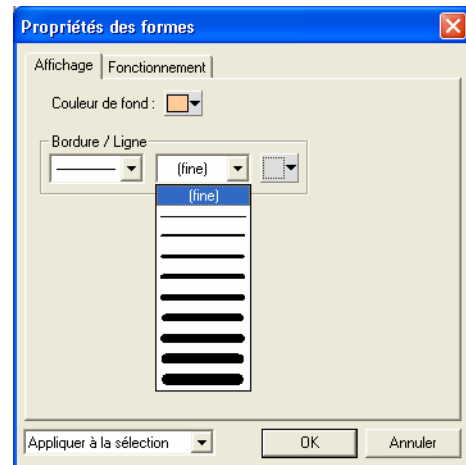 Propriétés des formes
Affichage Fonctionnement
Couleur de fond :
Bordure / Ligne
(fine)
(fine)
Appliquer à la sélection OK Annuler